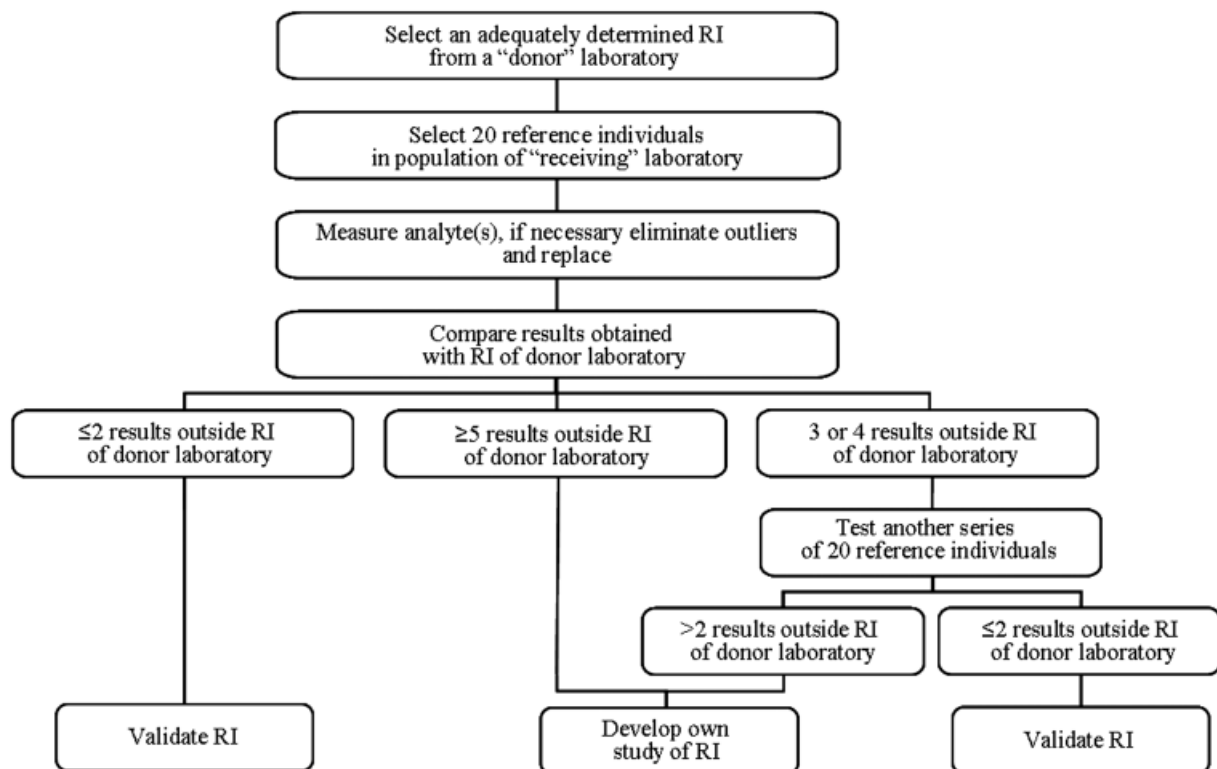 Select an adequately determined RI
from a “donor” laboratory
Select 20 reference individuals
in population of “receiving” laboratory
Measure analyte(s), if necessary eliminate outliers
and replace
Compare results obtained
with RI of donor laboratory
≤2 results outside RI
of donor laboratory
≥5 results outside RI
of donor laboratory
3 or 4 results outside RI
of donor laboratory
Test another series
of 20 reference individuals
>2 results outside RI
of donor laboratory
≤2 results outside RI
of donor laboratory
Validate RI
Develop own
study of RI
Validate RI